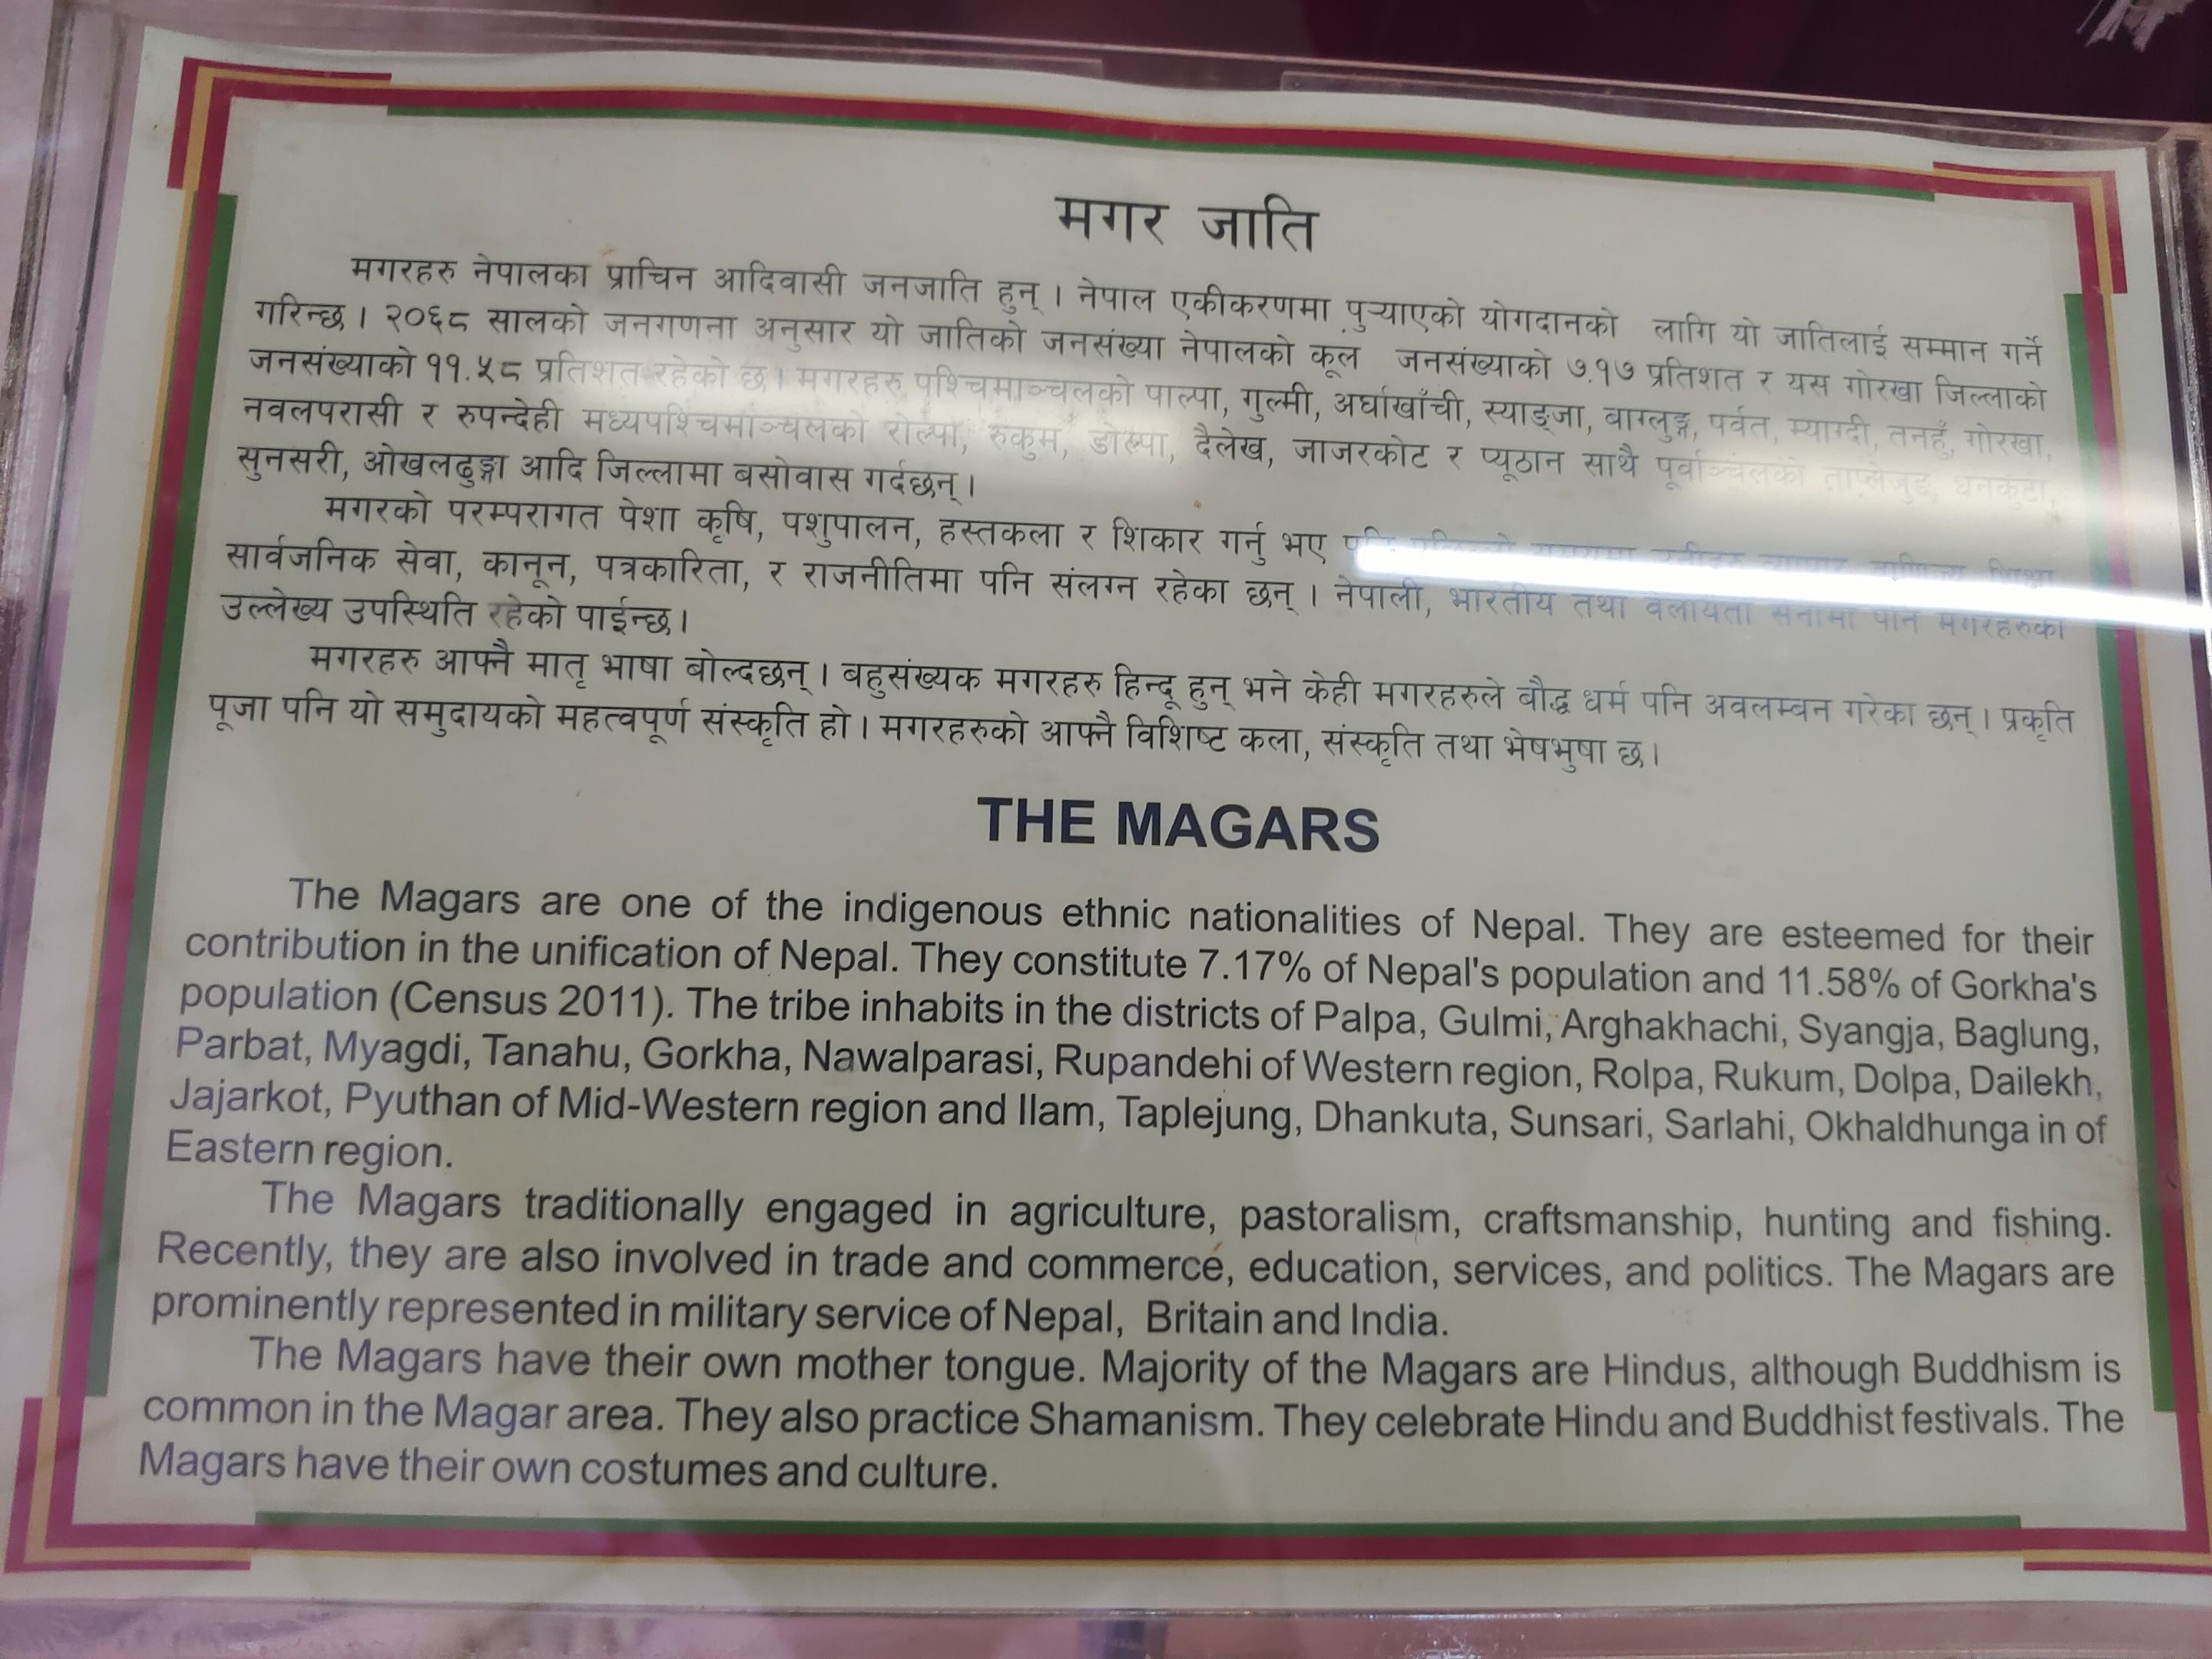 मगर जाति
मगरहरु नेपालका प्राचिन आदिवासी जनजाति हुन् । नेपाल एकीकरणमा पुऱ्याएको योगदानको लागि यो जातिलाई सम्मान गर्ने
गरिन्छ । २०६८ सालको जनगणना अनुसार यो जातिको जनसंख्या नेपालको कूल जनसंख्याको ७.१७ प्रतिशत र यस गोरखा जिल्लाको
जनसंख्याको ११.५८ प्रतिशत रहेको छ । मगरहरु पश्चिमाञ्चलको पाल्पा, गुल्मी, अर्घाखाँची, स्याङ्जा, वाग्लुङ्ग, पर्वत, म्याग्दी, तनहुँ, गोरखा,
नवलपरासी र रुपन्देही मध्यपश्चिमाञ्चलको रोल्पा, रुकुम, डोल्पा, दैलेख, जाजरकोट र प्यूठान साथै पूर्वाञ्चलको ताप्लेजुङ, धनकुटा,
सुनसरी, ओखलढुङ्गा आदि जिल्लामा बसोवास गर्दछन् ।
मगरको परम्परागत पेशा कृषि, पशुपालन, हस्तकला र शिकार गर्नु भए पनि
सार्वजनिक सेवा, कानून, पत्रकारिता, र राजनीतिमा पनि संलग्न रहेका छन् । नेपाली, भारतीय तथा पनि मगरहरुको
उल्लेख्य उपस्थिति रहेको पाईन्छ ।
मगरहरु आफ्नै मातृ भाषा बोल्दछन् । बहुसंख्यक मगरहरु हिन्दू हुन् भने केही मगरहरुले बौद्ध धर्म पनि अवलम्बन गरेका छन् । प्रकृति
पूजा पनि यो समुदायको महत्वपूर्ण संस्कृति हो । मगरहरुको आफ्नै विशिष्ट कला, संस्कृति तथा भेषभुषा छ ।
THE MAGARS
The Magars are one of the indigenous ethnic nationalities of Nepal. They are esteemed for their
contribution in the unification of Nepal. They constitute 7.17% of Nepal's population and 11.58% of Gorkha's
population (Census 2011). The tribe inhabits in the districts of Palpa, Gulmi, Arghakhachi, Syangja, Baglung,
Parbat, Myagdi, Tanahu, Gorkha, Nawalparasi, Rupandehi of Western region, Rolpa, Rukum, Dolpa, Dailekh,
Jajarkot, Pyuthan of Mid-Western region and Ilam, Taplejung, Dhankuta, Sunsari, Sarlahi, Okhaldhunga in of
Eastern region.
The Magars traditionally engaged in agriculture, pastoralism, craftsmanship, hunting and fishing.
Recently, they are also involved in trade and commerce, education, services, and politics. The Magars are
prominently represented in military service of Nepal, Britain and India.
The Magars have their own mother tongue. Majority of the Magars are Hindus, although Buddhism is
common in the Magar area. They also practice Shamanism. They celebrate Hindu and Buddhist festivals. The
Magars have their own costumes and culture.